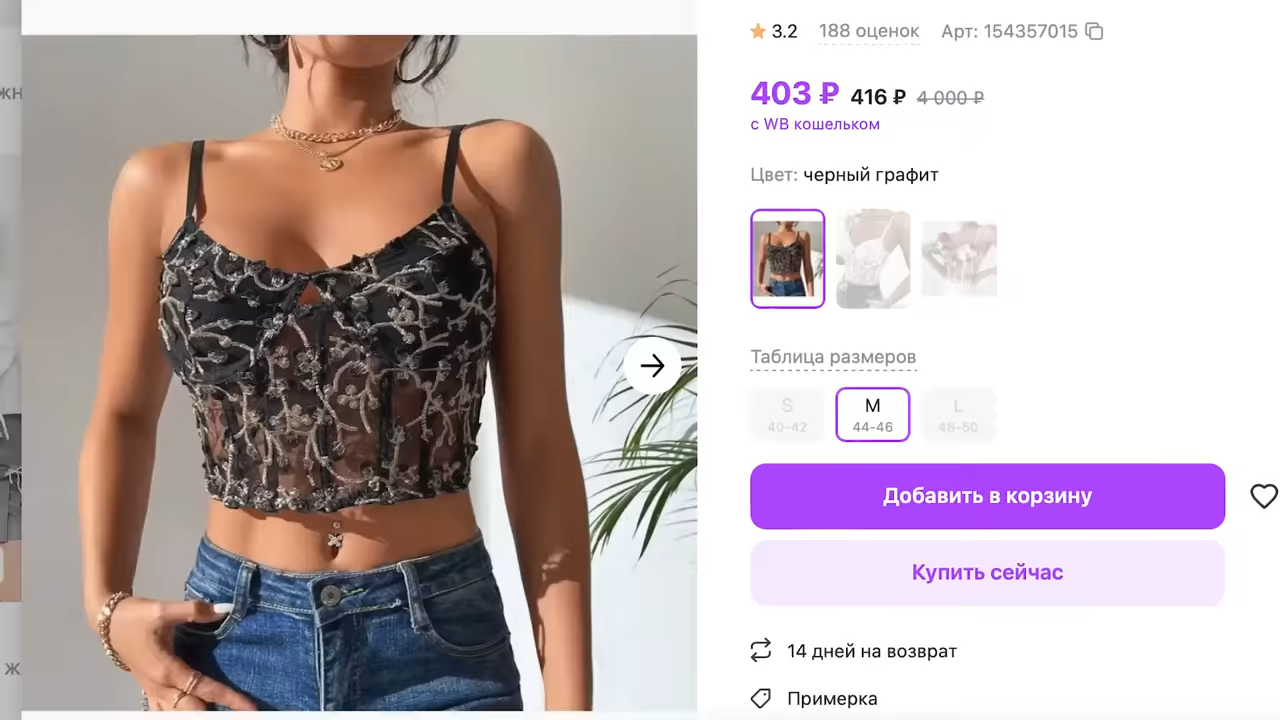 3.2 188 оценок Арт: 154357015
403 ₽ 416 ₽ 4 000 ₽
с WB кошельком
Цвет: черный графит
Таблица размеров
S M L
40-42 44-46 48-50
Добавить в корзину
Купить сейчас
14 дней на возврат
Примерка